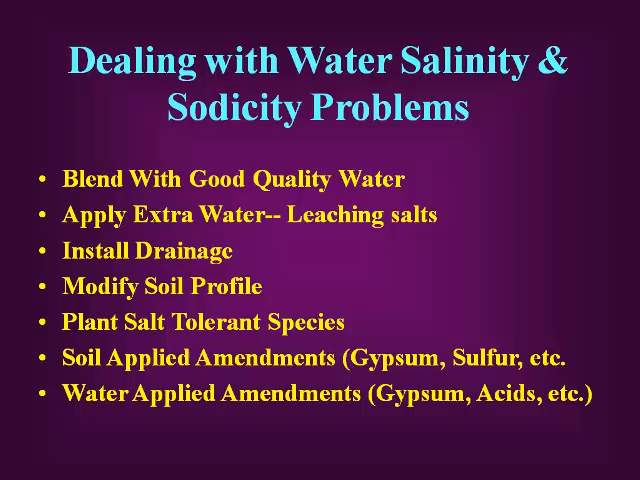 Dealing with Water Salinity &
Sodicity Problems
• Blend With Good Quality Water
• Apply Extra Water-- Leaching salts
• Install Drainage
• Modify Soil Profile
• Plant Salt Tolerant Species
• Soil Applied Amendments (Gypsum, Sulfur, etc.
• Water Applied Amendments (Gypsum, Acids, etc.)